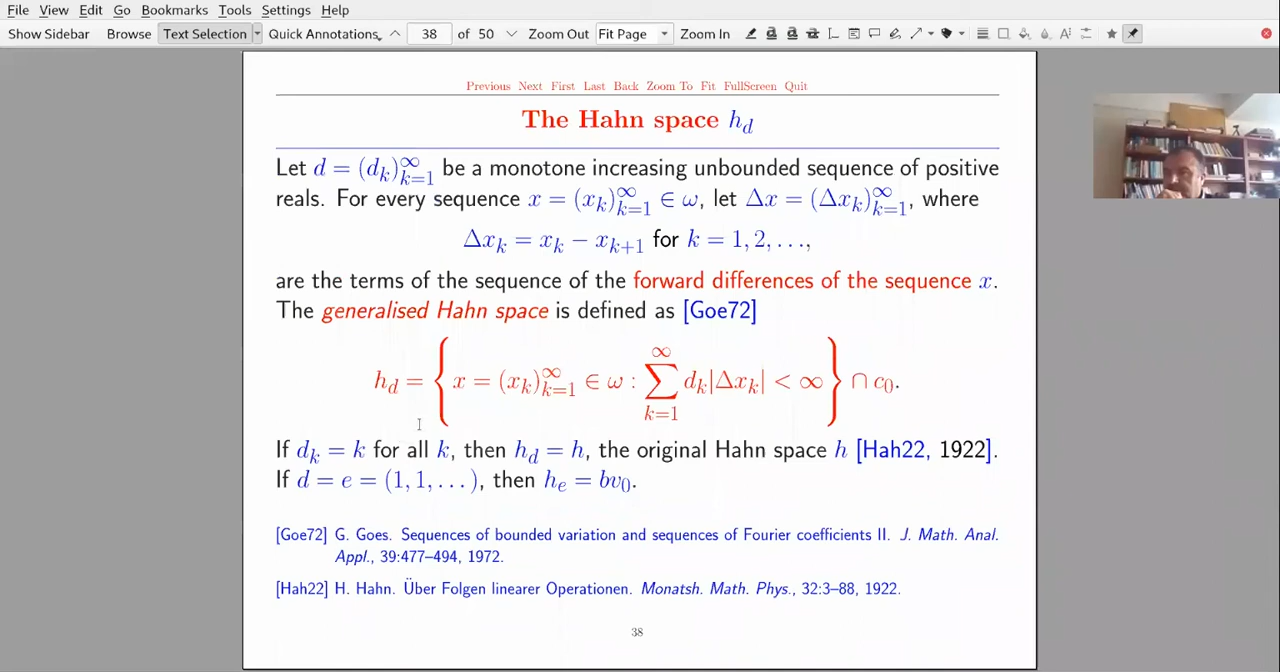 File View Edit Go Bookmarks Tools Settings Help
Show Sidebar Browse Text Selection Quick Annotations 38 of 50 Zoom Out Fit Page Zoom In
Previous Next First Last Back Zoom To Fit FullScreen Quit
The Hahn space h_d
Let d = (d_k)_{k=1}^∞ be a monotone increasing unbounded sequence of positive
reals. For every sequence x = (x_k)_{k=1}^∞ ∈ ω, let Δx = (Δx_k)_{k=1}^∞, where
Δx_k = x_k − x_{k+1} for k = 1, 2, . . . ,
are the terms of the sequence of the forward differences of the sequence x.
The generalised Hahn space is defined as [Goe72]
h_d = { x = (x_k)_{k=1}^∞ ∈ ω : ∑_{k=1}^∞ d_k|Δx_k| < ∞ } ∩ c_0.
If d_k = k for all k, then h_d = h, the original Hahn space h [Hah22, 1922].
If d = e = (1, 1, . . . ), then h_e = bv_0.
[Goe72] G. Goes. Sequences of bounded variation and sequences of Fourier coefficients II. J. Math. Anal.
Appl., 39:477–494, 1972.
[Hah22] H. Hahn. Über Folgen linearer Operationen. Monatsh. Math. Phys., 32:3–88, 1922.
38